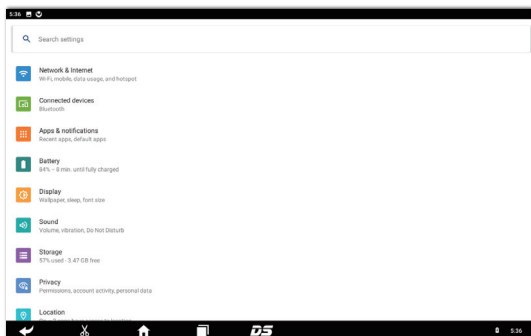 5:36
Search settings
Network & Internet
Wi-Fi, mobile, data usage, and hotspot
Connected devices
Bluetooth
Apps & notifications
Recent apps, default apps
Battery
84% – 8 min. until fully charged
Display
Wallpaper, sleep, font size
Sound
Volume, vibration, Do Not Disturb
Storage
57% used - 3.47 GB free
Privacy
Permissions, account activity, personal data
Location
DS
5:36